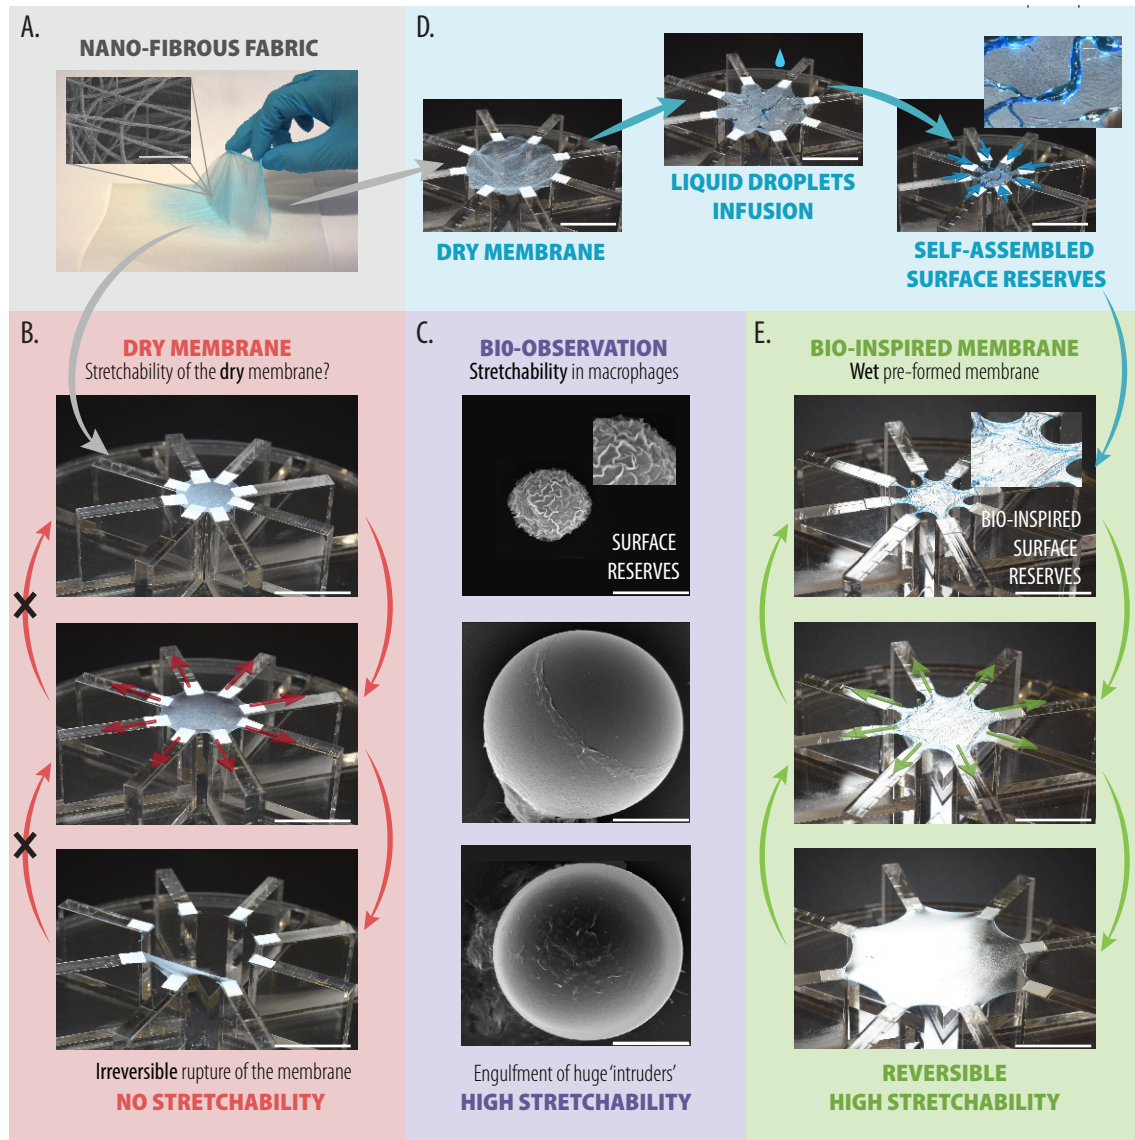 A.
NANO-FIBROUS FABRIC
D.
DRY MEMBRANE
LIQUID DROPLETS
INFUSION
SELF-ASSEMBLED
SURFACE RESERVES
B.
DRY MEMBRANE
Stretchability of the dry membrane?
Irreversible rupture of the membrane
NO STRETCHABILITY
C.
BI0-OBSERVATION
Stretchability in macrophages
SURFACE
RESERVES
Engulfment of huge ‘intruders’
HIGH STRETCHABILITY
E.
BIO-INSPIRED MEMBRANE
Wet pre-formed membrane
BIO-INSPIRED
SURFACE
RESERVES
REVERSIBLE
HIGH STRETCHABILITY